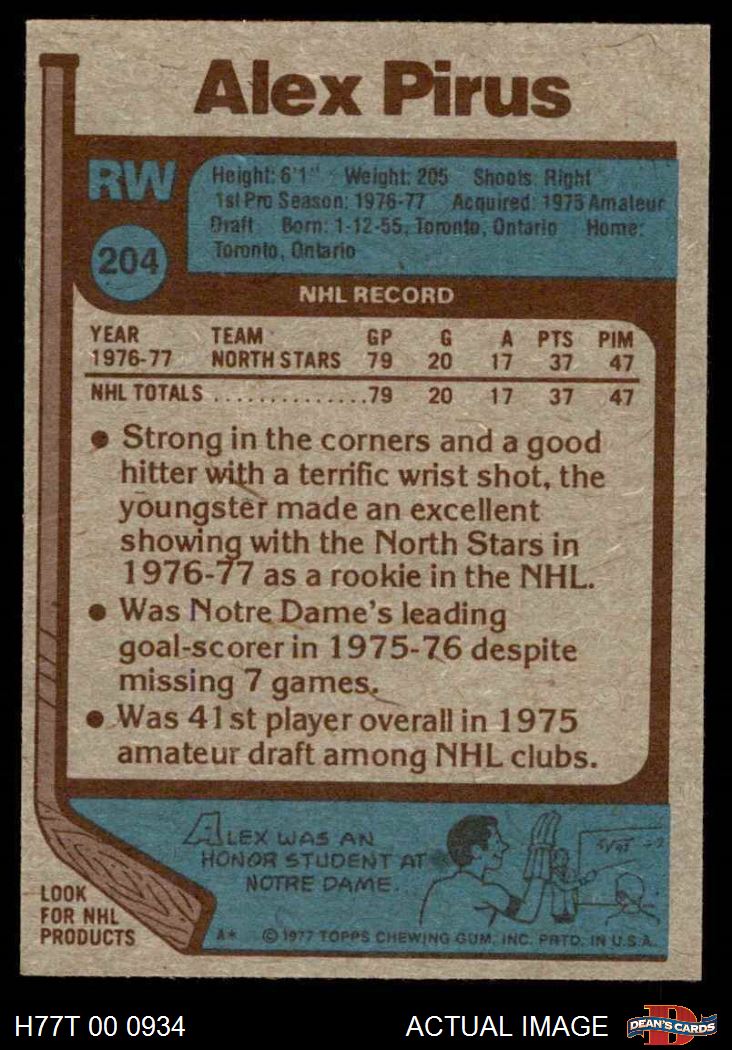 Alex Pirus
RW
Height: 6'1" Weight: 205 Shoots: Right
1st Pro Season: 1976-77 Acquired: 1975 Amateur
Draft Born: 1-12-55, Toronto, Ontario Home:
Toronto, Ontario
204
NHL RECORD
YEAR TEAM GP G A PTS PIM
1976-77 NORTH STARS 79 20 17 37 47
NHL TOTALS ..............79 20 17 37 47
• Strong in the corners and a good
hitter with a terrific wrist shot, the
youngster made an excellent
showing with the North Stars in
1976-77 as a rookie in the NHL.
• Was Notre Dame's leading
goal-scorer in 1975-76 despite
missing 7 games.
• Was 41st player overall in 1975
amateur draft among NHL clubs.
ALEX WAS AN
HONOR STUDENT AT
NOTRE DAME.
LOOK
FOR NHL
PRODUCTS
A* © 1977 TOPPS CHEWING GUM, INC. PRTD. IN U.S.A.
H77T 00 0934 ACTUAL IMAGE DEAN'S CARDS